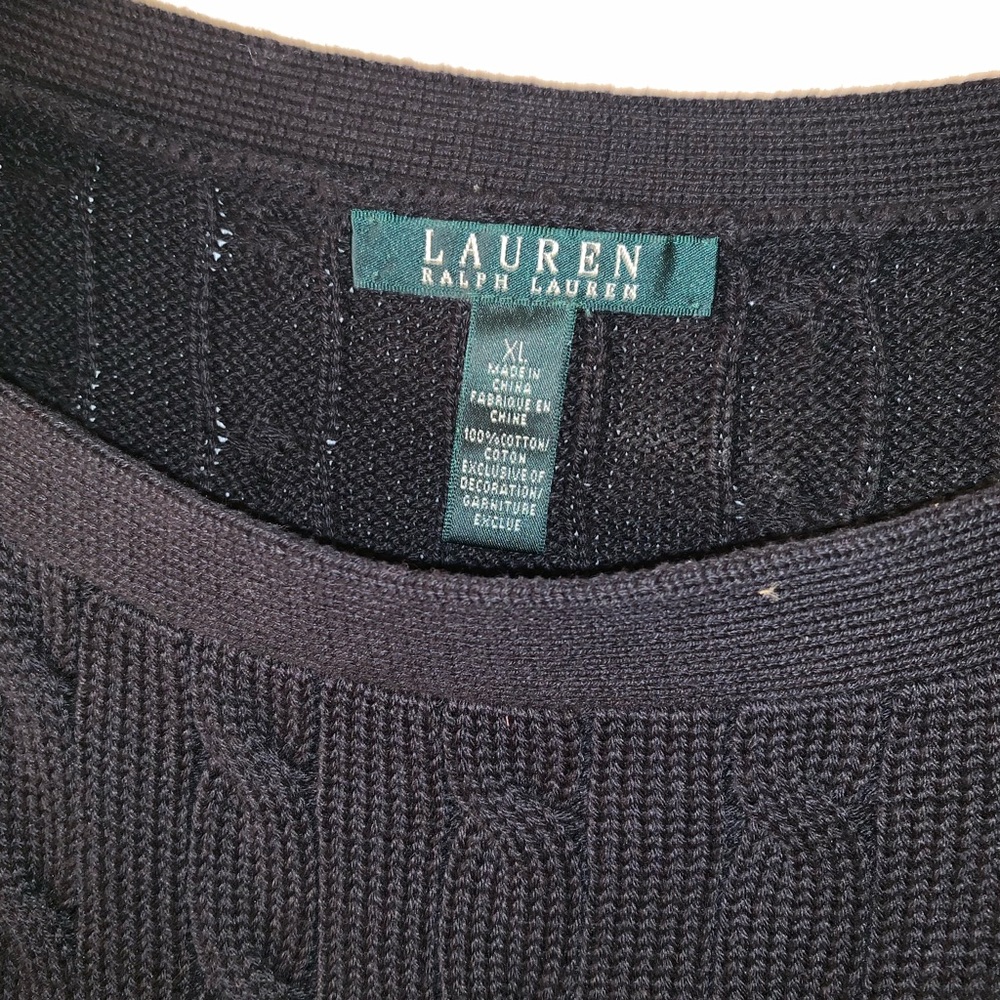 LAUREN
RALPH LAUREN
XL
MADE IN
CHINA
FABRIQUE EN
CHINE
100%COTTON/
COTON
EXCLUSIVE OF
DECORATION/
GARNITURE
EXCLUE